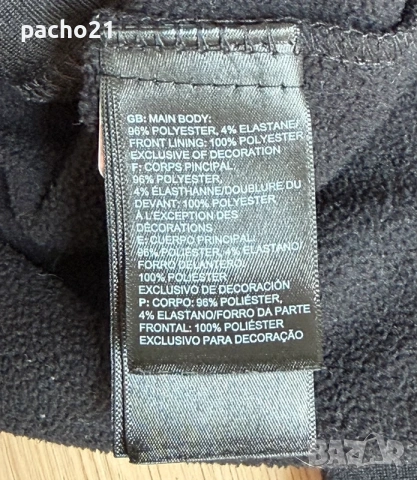 pacho21
GB: MAIN BODY:
96% POLYESTER, 4% ELASTANE/
FRONT LINING: 100% POLYESTER
EXCLUSIVE OF DECORATION
F: CORPS PINCIPAL:
96% POLYESTER,
4% ÉLASTHANNE/DOUBLURE DU
DEVANT: 100% POLYESTER
À L'EXCEPTION DES
DÉCORATIONS
E: CUERPO PRINCIPAL:
96% POLIÉSTER, 4% ELASTANO/
FORRO DELANTERO:
100% POLIÉSTER
EXCLUSIVO DE DECORACIÓN
P: CORPO: 96% POLIÉSTER,
4% ELASTANO/FORRO DA PARTE
FRONTAL: 100% POLIÉSTER
EXCLUSIVO PARA DECORAÇÃO
bazar